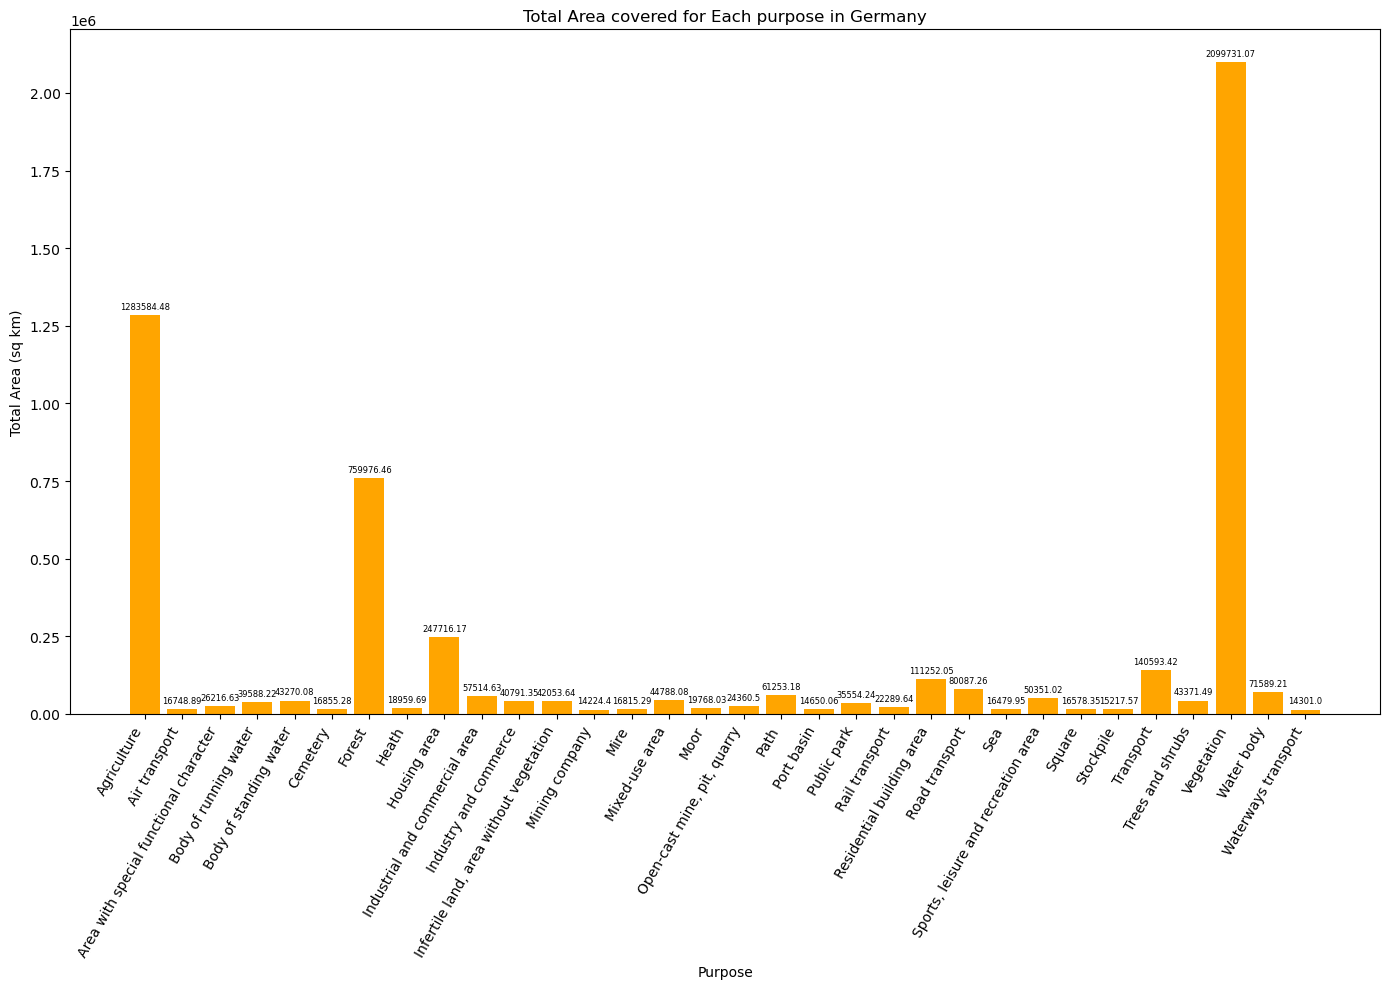 Total Area covered for Each purpose in Germany
1e6
Total Area (sq km)
2.00
1.75
1.50
1.25
1.00
0.75
0.50
0.25
0.00
1283584.48
16748.89
26216.63
39588.22
43270.08
16855.28
759976.46
18959.69
247716.17
57514.63
40791.35
42053.64
14224.4
16815.29
44788.08
19768.03
24360.5
61253.18
14650.06
35554.24
22289.64
111252.05
80087.26
16479.95
50351.02
16578.35
15217.57
140593.42
43371.49
2099731.07
71589.21
14301.0
Agriculture
Air transport
Area with special functional character
Body of running water
Body of standing water
Cemetery
Forest
Heath
Housing area
Industrial and commercial area
Industry and commerce
Infertile land, area without vegetation
Mining company
Mire
Mixed-use area
Moor
Open-cast mine, pit, quarry
Path
Port basin
Public park
Rail transport
Residential building area
Road transport
Sea
Sports, leisure and recreation area
Square
Stockpile
Transport
Trees and shrubs
Vegetation
Water body
Waterways transport
Purpose